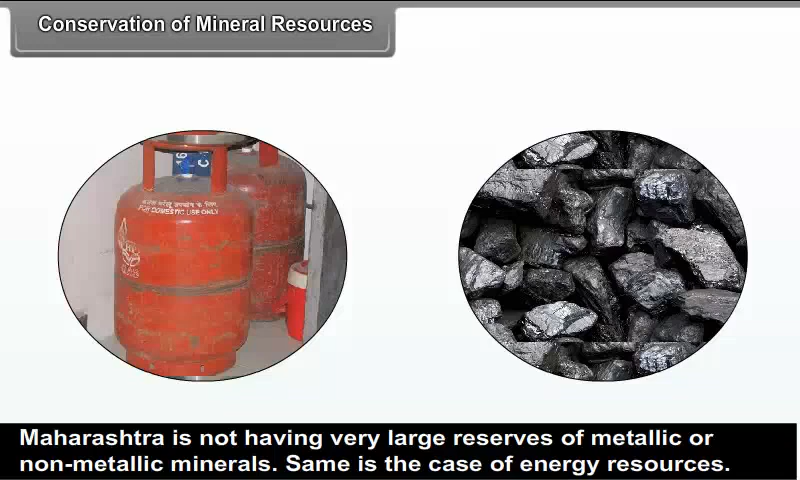 Conservation of Mineral Resources
FOR DOMESTIC USE ONLY
Maharashtra is not having very large reserves of metallic or
non-metallic minerals. Same is the case of energy resources.